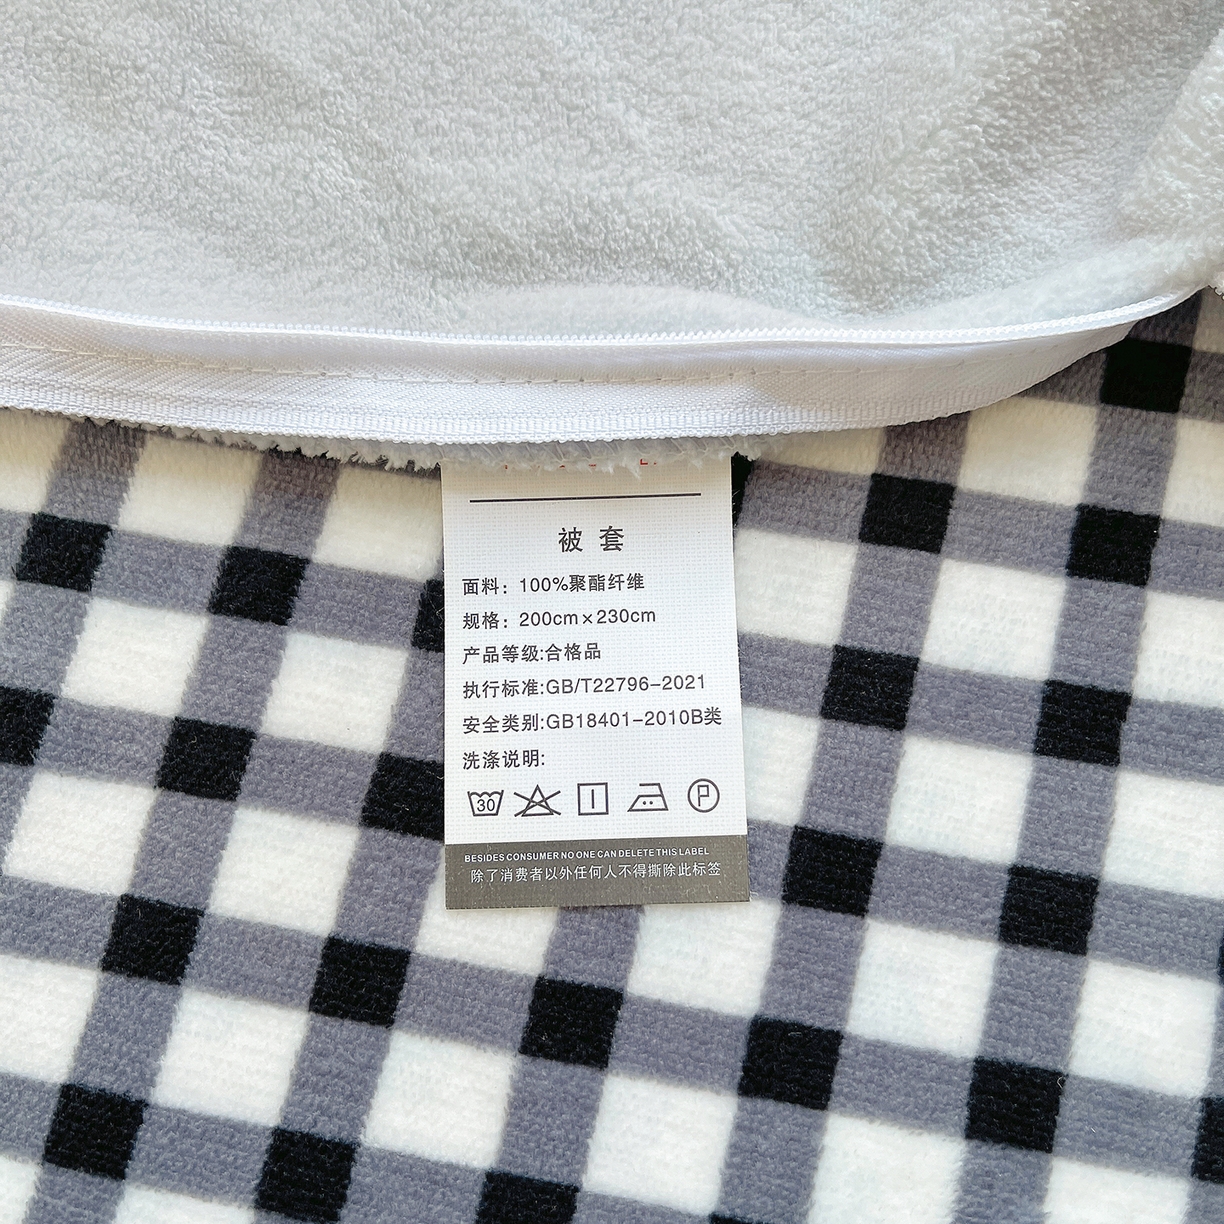 被套
面料：100%聚酯纤维
规格：200cm×230cm
产品等级:合格品
执行标准:GB/T22796-2021
安全类别:GB18401-2010B类
洗涤说明:
30 P
BESIDES CONSUMER NO ONE CAN DELETE THIS LABEL
除了消费者以外任何人不得撕除此标签